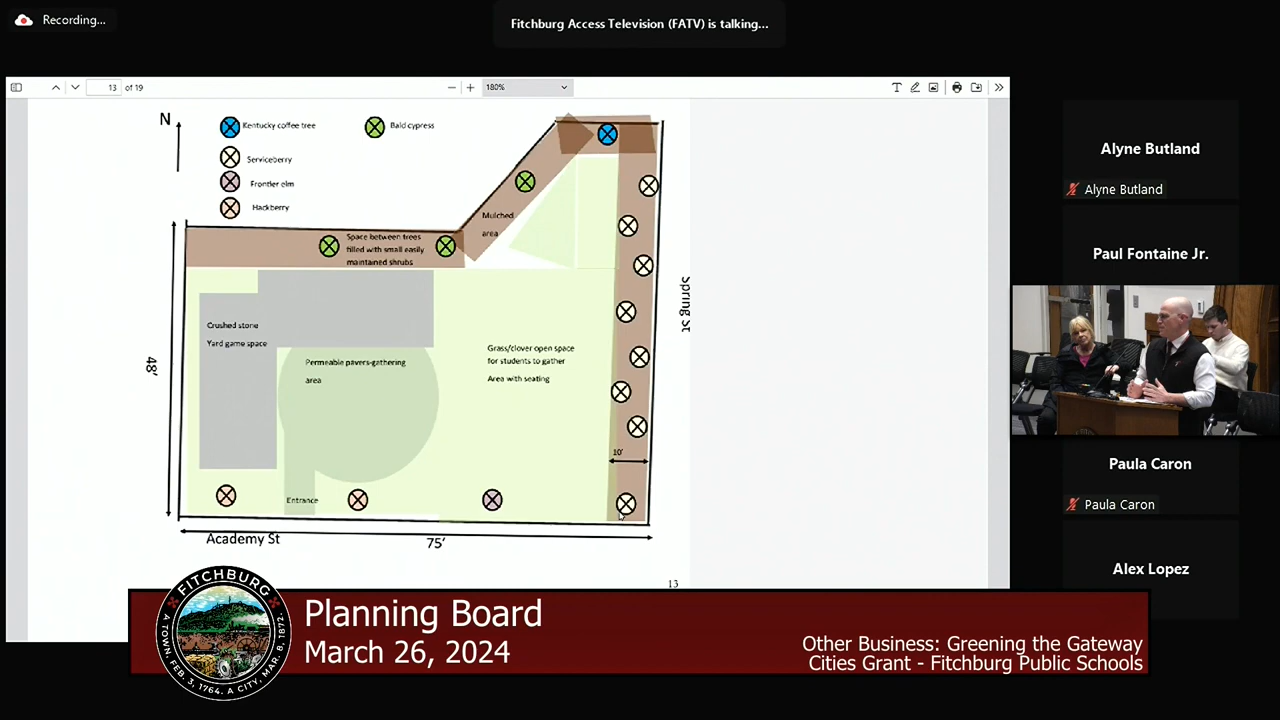 Recording...
Fitchburg Access Television (FATV) is talking...
13 of 19
180%
N
Kentucky coffee tree
Bald cypress
Serviceberry
Frontier elm
Hackberry
Mulched
area
Space between trees
filled with small easily
maintained shrubs
Spring St
Crushed stone
Yard game space
Permeable pavers-gathering
area
Grass/clover open space
for students to gather
Area with seating
48'
10'
Entrance
Academy St
75'
13
Alyne Butland
Alyne Butland
Paul Fontaine Jr.
Paula Caron
Paula Caron
Alex Lopez
FITCHBURG
A TOWN, FEB. 3, 1764. A CITY, MAR. 8, 1872.
Planning Board
March 26, 2024
Other Business: Greening the Gateway
Cities Grant - Fitchburg Public Schools